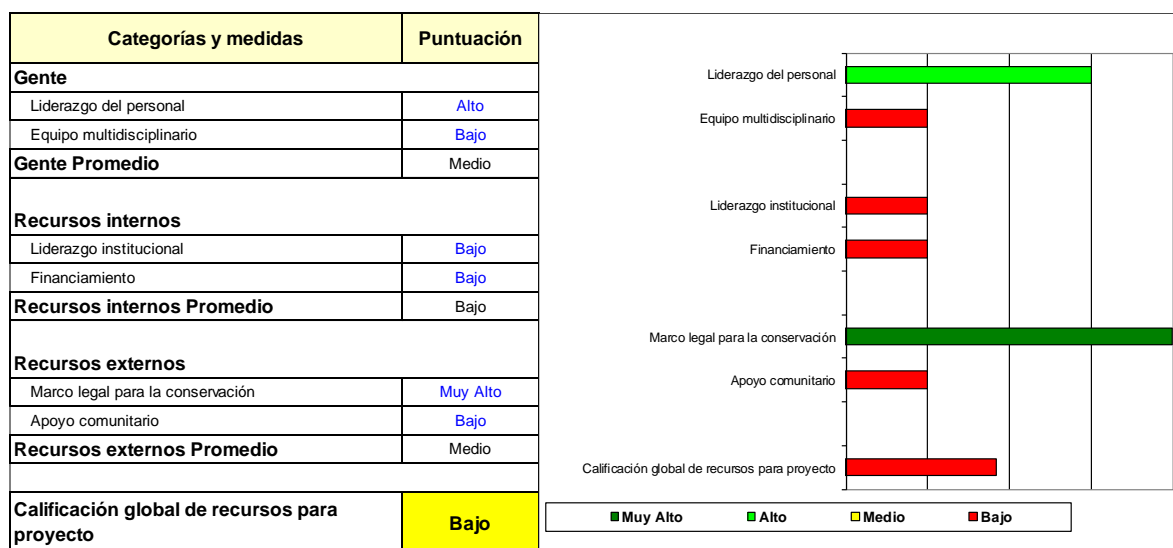 Categorías y medidas Puntuación
Gente
Liderazgo del personal Alto
Equipo multidisciplinario Bajo
Gente Promedio Medio
Recursos internos
Liderazgo institucional Bajo
Financiamiento Bajo
Recursos internos Promedio Bajo
Recursos externos
Marco legal para la conservación Muy Alto
Apoyo comunitario Bajo
Recursos externos Promedio Medio
Calificación global de recursos para
proyecto
Bajo
Liderazgo del personal
Equipo multidisciplinario
Liderazgo institucional
Financiamiento
Marco legal para la conservación
Apoyo comunitario
Calificación global de recursos para proyecto
Muy Alto Alto Medio Bajo